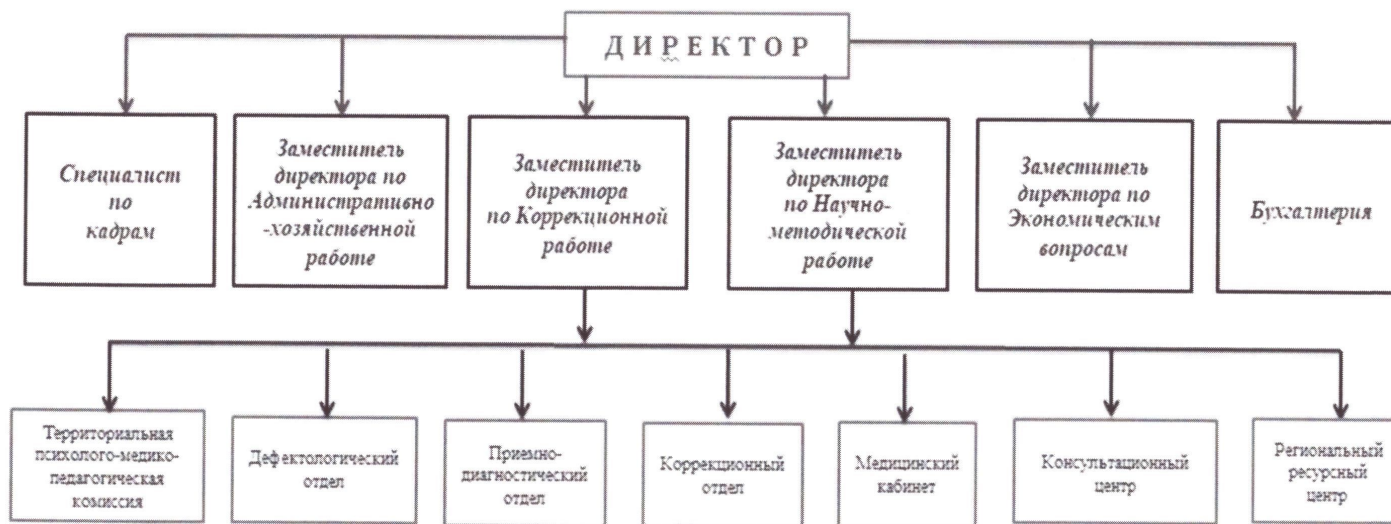 ДИРЕКТОР
Специалист
по
кадрам
Заместитель
директора по
Административно
-хозяйственной
работе
Заместитель
директора
по Коррекционной
работе
Заместитель
директора
по Научно-
методической
работе
Заместитель
директора по
Экономическим
вопросам
Бухгалтерия
Территориальная
психолого-медико-
педагогическая
комиссия
Дефектологический
отдел
Приемно-
диагностический
отдел
Коррекционный
отдел
Медицинский
кабинет
Консультационный
центр
Региональный
ресурсный
центр